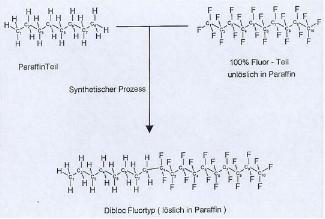 ParaffinTeil
100% Fluor - Teil
unlöslich in Paraffin
Synthetischer Prozess
Dibloc Fluortyp ( löslich in Paraffin )